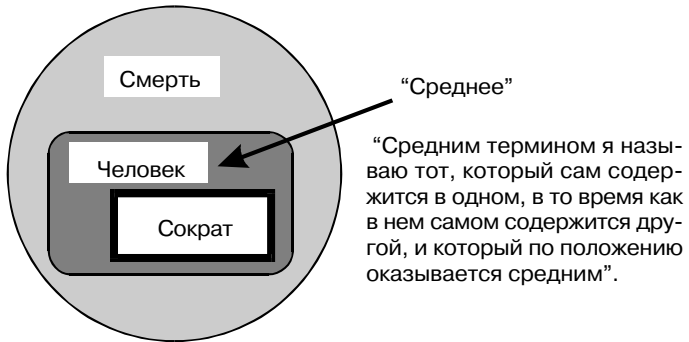 Смерть
“Среднее”
Человек
Сократ
“Средним термином я назы-
ваю тот, который сам содер-
жится в одном, в то время как
в нем самом содержится дру-
гой, и который по положению
оказывается средним”.